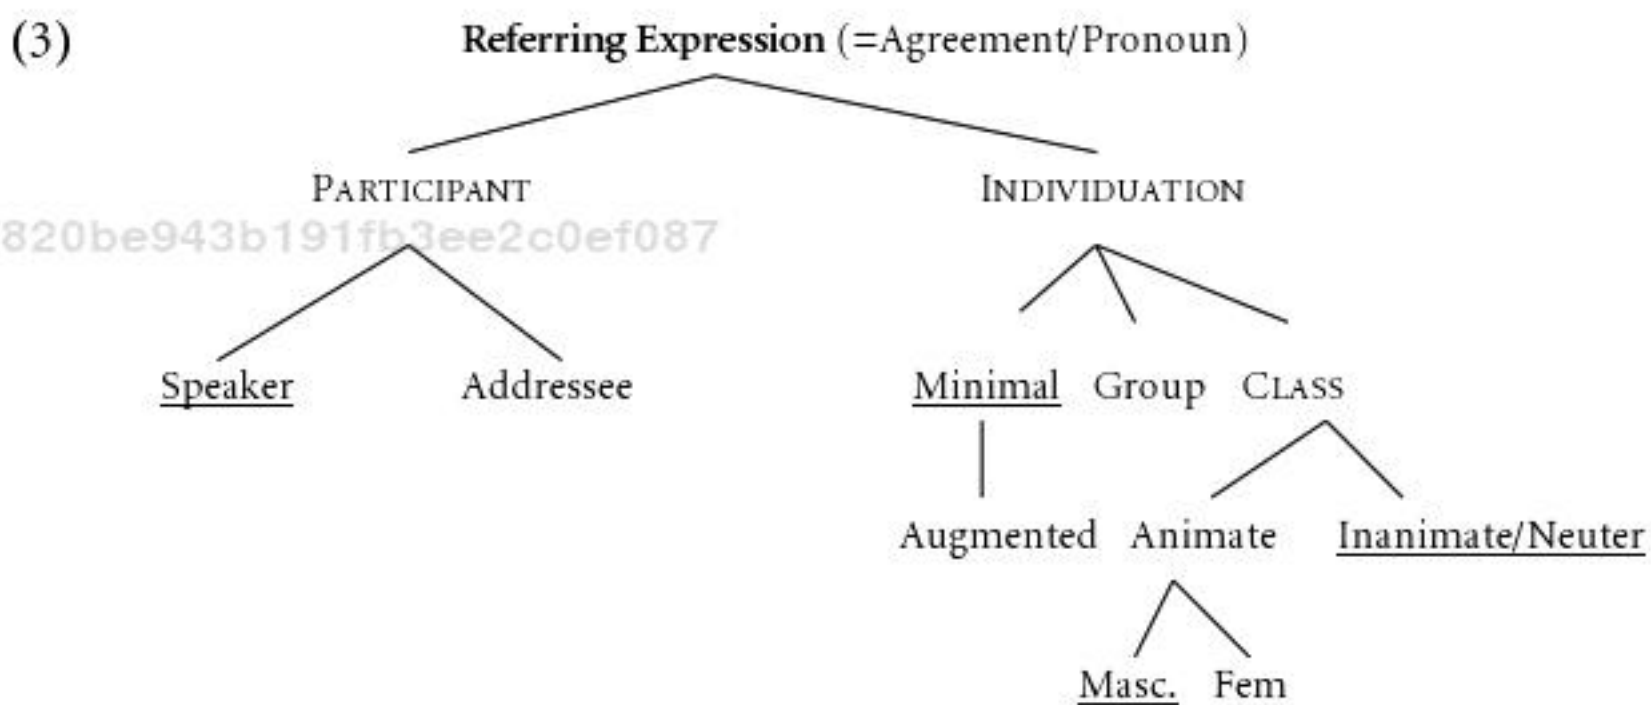 (3) Referring Expression (=Agreement/Pronoun)
PARTICIPANT INDIVIDUATION
820be943b191fb3ee2c0ef087
Speaker Addressee Minimal Group CLASS
Augmented Animate Inanimate/Neuter
Masc. Fem